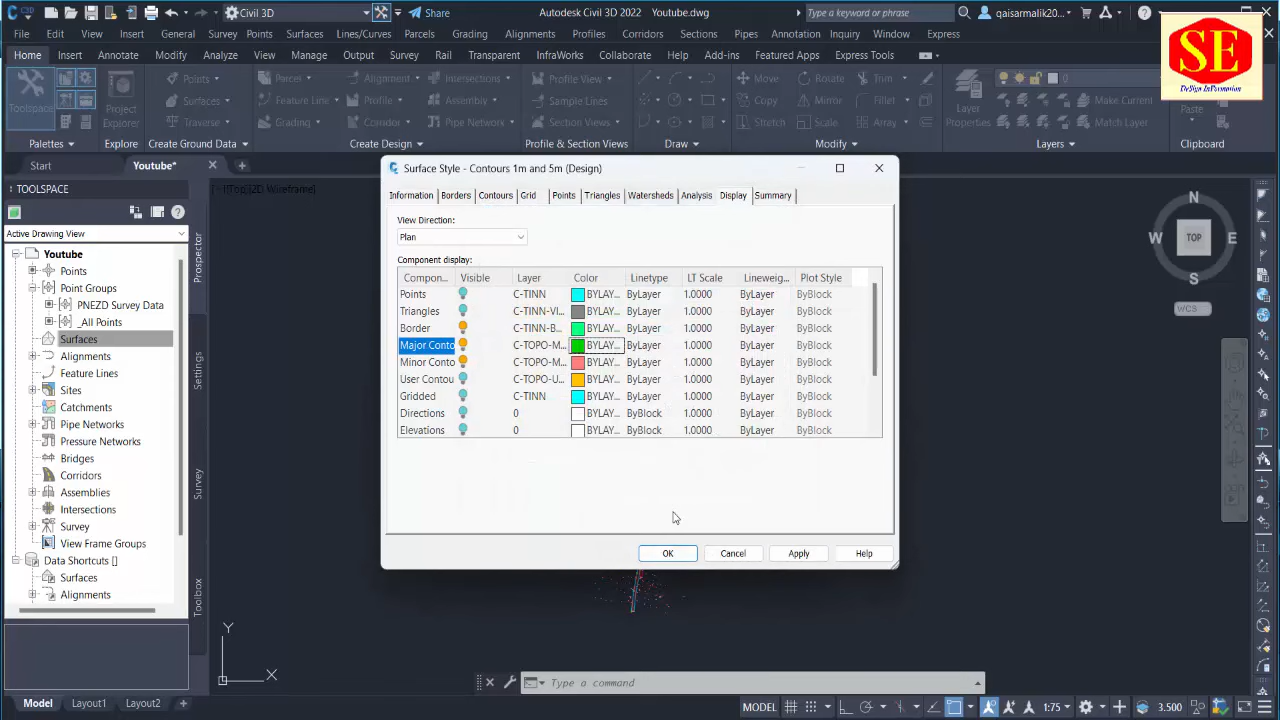 C3D
Civil 3D
Share
Autodesk Civil 3D 2022 Youtube.dwg
Type a keyword or phrase
qaisarmalik20...
SE
DeSign InFormation
File Edit View Insert General Survey Points Surfaces Lines/Curves Parcels Grading Alignments Profiles Corridors Sections Pipes Annotation Inquiry Window Express
Home Insert Annotate Modify Analyze View Manage Output Survey Rail Transparent InfraWorks Collaborate Help Add-ins Featured Apps Express Tools
Toolspace
Project Explorer
Points Parcel Alignment Intersections Profile View Move Rotate Trim 0
Surfaces Feature Line Profile Assembly Sample Lines Copy Mirror Fillet Make Current
Traverse Grading Corridor Pipe Network Section Views Stretch Scale Array Match Layer
Layer Properties
Paste
Palettes Explore Create Ground Data Create Design Profile & Section Views Draw Modify Layers Clipboard
Start Youtube*
TOOLSPACE
Active Drawing View
Youtube
Points
Point Groups
PNEZD Survey Data
_All Points
Surfaces
Alignments
Feature Lines
Sites
Catchments
Pipe Networks
Pressure Networks
Bridges
Corridors
Assemblies
Intersections
Survey
View Frame Groups
Data Shortcuts []
Surfaces
Alignments
Prospector
Settings
Survey
Toolbox
Surface Style - Contours 1m and 5m (Design)
Information Borders Contours Grid Points Triangles Watersheds Analysis Display Summary
View Direction:
Plan
Component display:
Compon... Visible Layer Color Linetype LT Scale Lineweig... Plot Style
Points C-TINN BYLAY... ByLayer 1.0000 ByLayer ByBlock
Triangles C-TINN-VI... BYLAY... ByLayer 1.0000 ByLayer ByBlock
Border C-TINN-B... BYLAY... ByLayer 1.0000 ByLayer ByBlock
Major Conto C-TOPO-M... BYLAY... ByLayer 1.0000 ByLayer ByBlock
Minor Conto C-TOPO-M... BYLAY... ByLayer 1.0000 ByLayer ByBlock
User Contou C-TOPO-U... BYLAY... ByLayer 1.0000 ByLayer ByBlock
Gridded C-TINN BYLAY... ByLayer 1.0000 ByLayer ByBlock
Directions 0 BYLAY... ByBlock 1.0000 ByLayer ByBlock
Elevations 0 BYLAY... ByBlock 1.0000 ByLayer ByBlock
OK Cancel Apply Help
N
W TOP E
S
WCS
Y
X
Type a command
Model Layout1 Layout2 +
MODEL 1:75 3.500